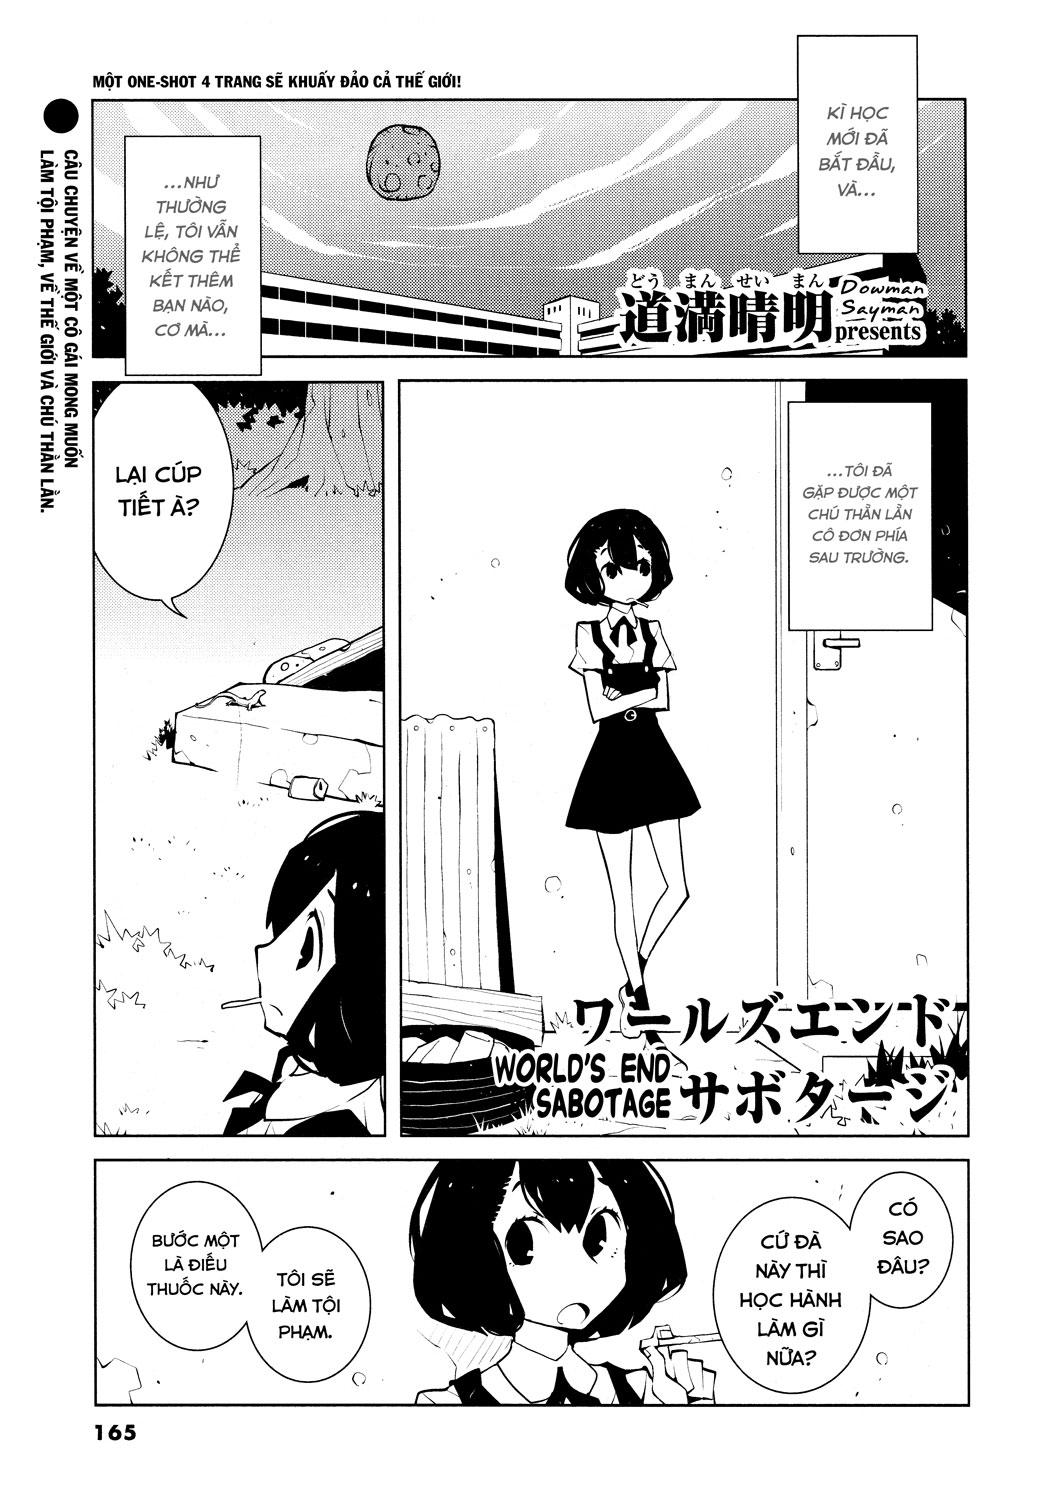 MỘT ONE-SHOT 4 TRANG SẼ KHUẤY ĐẢO CẢ THẾ GIỚI!
CÂU CHUYỆN VỀ MỘT CÔ GÁI MONG MUỐN
LÀM TỘI PHẠM, VỀ THẾ GIỚI VÀ CHÚ THẰN LẰN.
KÌ HỌC
MỚI ĐÃ
BẮT ĐẦU,
VÀ...
...NHƯ
THƯỜNG
LỆ, TÔI VẪN
KHÔNG THỂ
KẾT THÊM
BẠN NÀO,
CƠ MÀ...
どう まん せい まん
道満晴明
Dowman
Sayman
presents
...TÔI ĐÃ
GẶP ĐƯỢC MỘT
CHÚ THẰN LẰN
CÔ ĐƠN PHÍA
SAU TRƯỜNG.
ワールズエンド
WORLD'S END
SABOTAGE
サボタージ
LẠI CÚP
TIẾT À?
CÓ
SAO
ĐÂU?
CỨ ĐÀ
NÀY THÌ
HỌC HÀNH
LÀM GÌ
NỮA?
TÔI SẼ
LÀM TỘI
PHẠM.
BƯỚC MỘT
LÀ ĐIẾU
THUỐC NÀY.
165